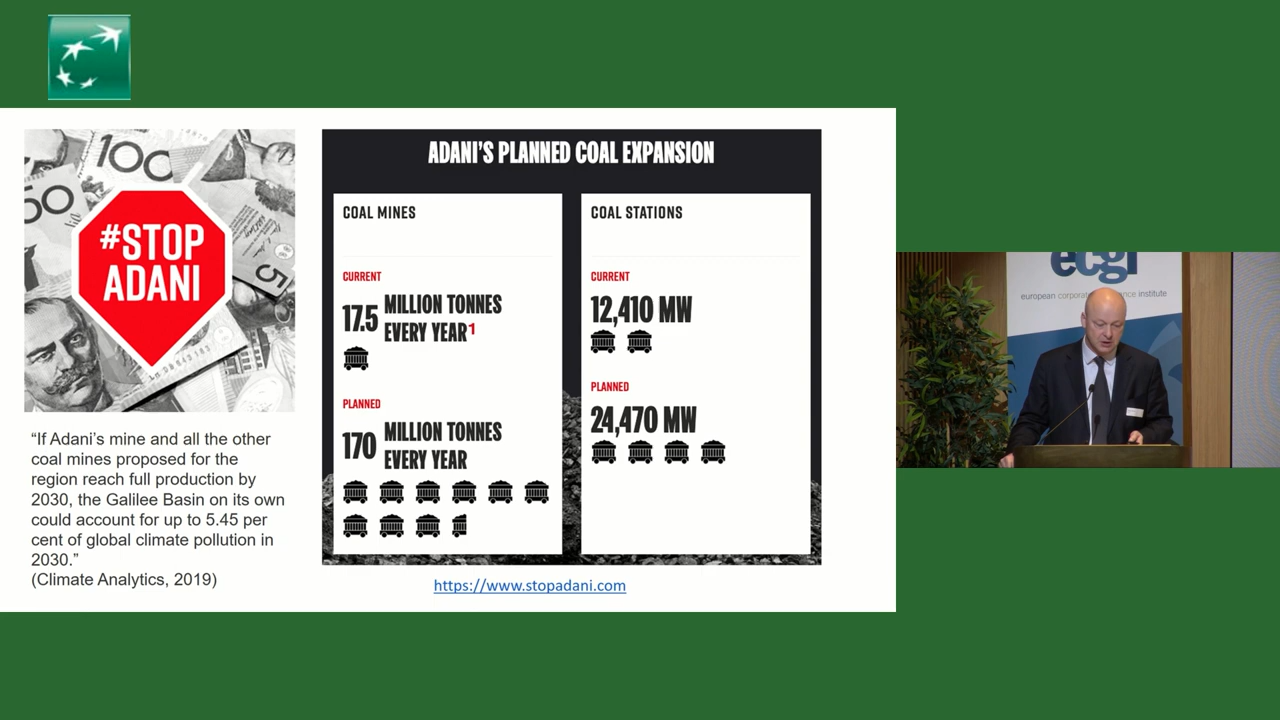 100
50
5
#STOP
ADANI
“If Adani’s mine and all the other
coal mines proposed for the
region reach full production by
2030, the Galilee Basin on its own
could account for up to 5.45 per
cent of global climate pollution in
2030.”
(Climate Analytics, 2019)
ADANI'S PLANNED COAL EXPANSION
COAL MINES
CURRENT
17.5 MILLION TONNES
EVERY YEAR1
PLANNED
170 MILLION TONNES
EVERY YEAR
COAL STATIONS
CURRENT
12,410 MW
PLANNED
24,470 MW
https://www.stopadani.com
ecgi
european corporate institute